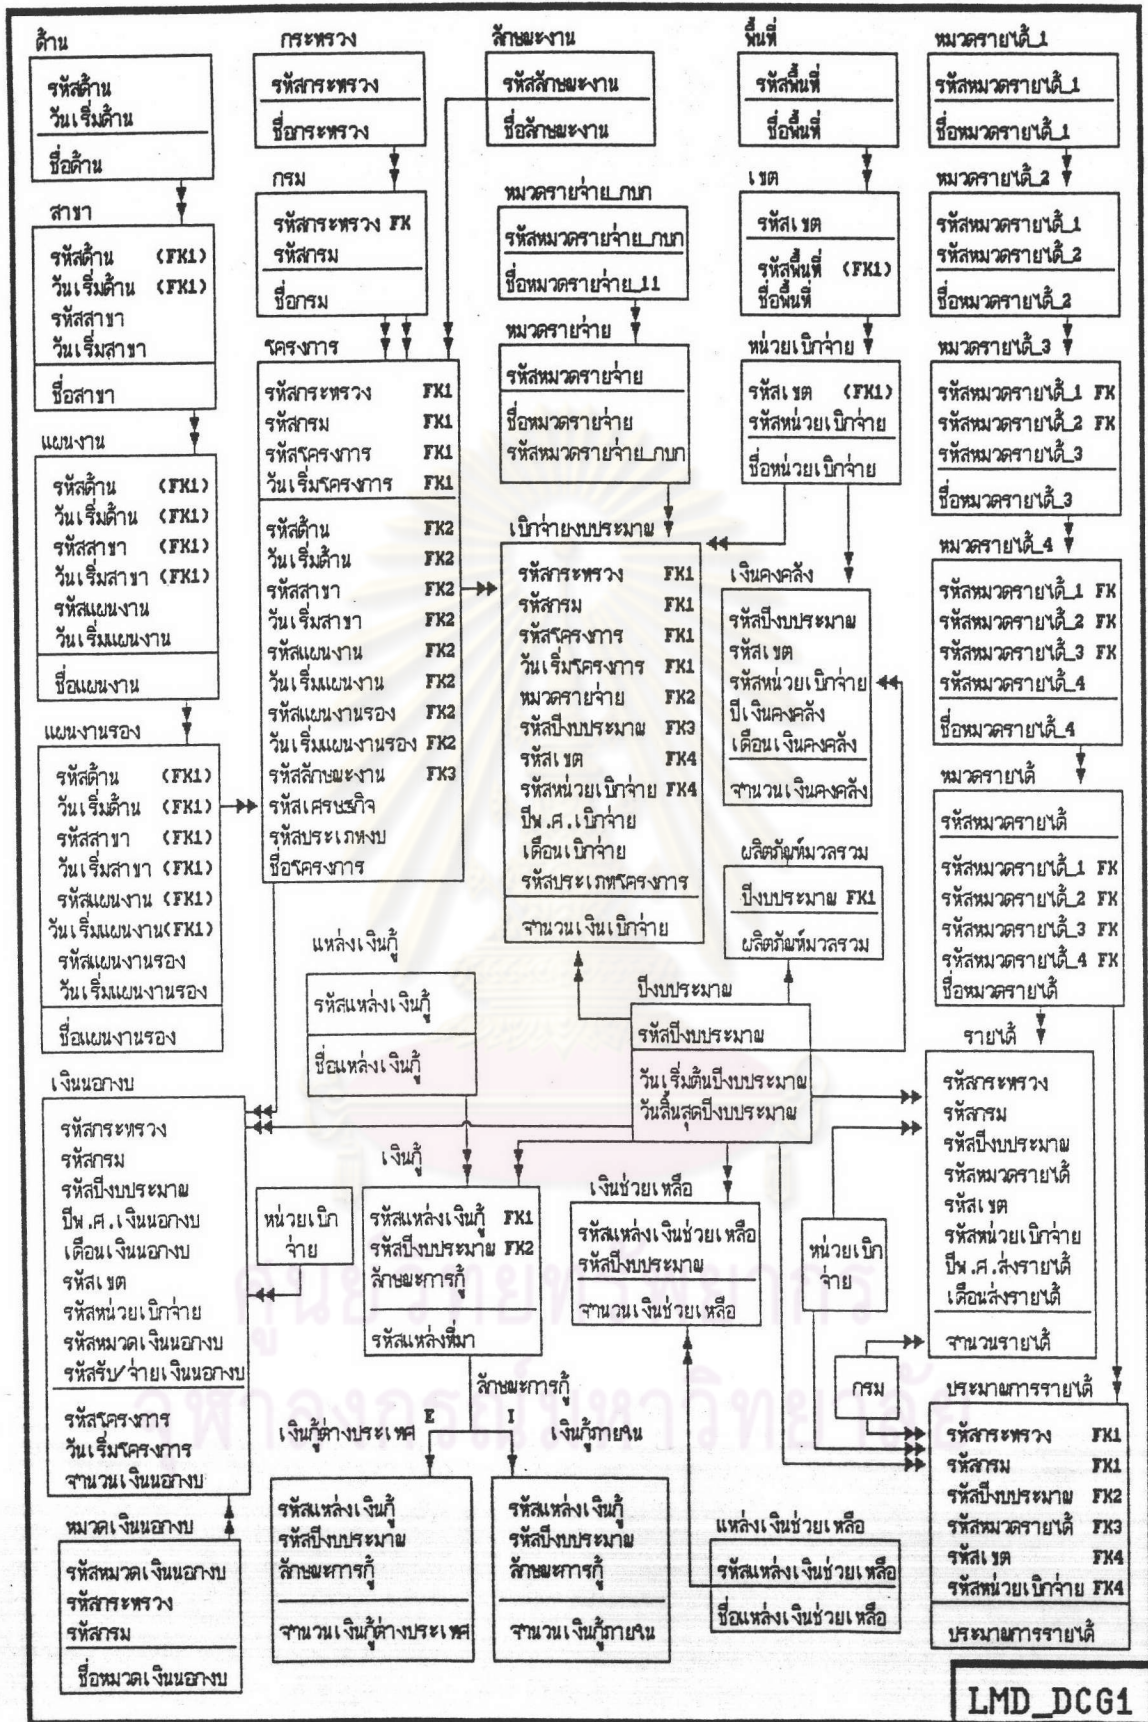 ด้าน
รหัสด้าน
วันเริ่มด้าน
ชื่อด้าน
สาขา
รหัสด้าน (FK1)
วันเริ่มด้าน (FK1)
รหัสสาขา
วันเริ่มสาขา
ชื่อสาขา
แผนงาน
รหัสด้าน (FK1)
วันเริ่มด้าน (FK1)
รหัสสาขา (FK1)
วันเริ่มสาขา (FK1)
รหัสแผนงาน
วันเริ่มแผนงาน
ชื่อแผนงาน
แผนงานรอง
รหัสด้าน (FK1)
วันเริ่มด้าน (FK1)
รหัสสาขา (FK1)
วันเริ่มสาขา (FK1)
รหัสแผนงาน (FK1)
วันเริ่มแผนงาน(FK1)
รหัสแผนงานรอง
วันเริ่มแผนงานรอง
ชื่อแผนงานรอง
เงินนอกงบ
รหัสกระทรวง
รหัสกรม
รหัสปีงบประมาณ
ปีพ.ศ.เงินนอกงบ
เดือนเงินนอกงบ
รหัสเขต
รหัสหน่วยเบิกจ่าย
รหัสหมวดเงินนอกงบ
รหัสรับ/จ่ายเงินนอกงบ
รหัสโครงการ
วันเริ่มโครงการ
จำนวนเงินนอกงบ
หมวดเงินนอกงบ
รหัสหมวดเงินนอกงบ
รหัสกระทรวง
รหัสกรม
ชื่อหมวดเงินนอกงบ
กระทรวง
รหัสกระทรวง
ชื่อกระทรวง
กรม
รหัสกระทรวง FK
รหัสกรม
ชื่อกรม
โครงการ
รหัสกระทรวง FK1
รหัสกรม FK1
รหัสโครงการ FK1
วันเริ่มโครงการ FK1
รหัสด้าน FK2
วันเริ่มด้าน FK2
รหัสสาขา FK2
วันเริ่มสาขา FK2
รหัสแผนงาน FK2
วันเริ่มแผนงาน FK2
รหัสแผนงานรอง FK2
วันเริ่มแผนงานรอง FK2
รหัสลักษณะงาน FK3
รหัสเศรษฐกิจ
รหัสประเภทงบ
ชื่อโครงการ
แหล่งเงินกู้
รหัสแหล่งเงินกู้
ชื่อแหล่งเงินกู้
หน่วยเบิก
จ่าย
เงินกู้
รหัสแหล่งเงินกู้ FK1
รหัสปีงบประมาณ FK2
ลักษณะการกู้
รหัสแหล่งที่มา
ลักษณะการกู้
E I
เงินกู้ต่างประเทศ
รหัสแหล่งเงินกู้
รหัสปีงบประมาณ
ลักษณะการกู้
จำนวนเงินกู้ต่างประเทศ
เงินกู้ภายใน
รหัสแหล่งเงินกู้
รหัสปีงบประมาณ
ลักษณะการกู้
จำนวนเงินกู้ภายใน
ลักษณะงาน
รหัสลักษณะงาน
ชื่อลักษณะงาน
หมวดรายจ่าย_กบก
รหัสหมวดรายจ่าย_กบก
ชื่อหมวดรายจ่าย_11
หมวดรายจ่าย
รหัสหมวดรายจ่าย
ชื่อหมวดรายจ่าย
รหัสหมวดรายจ่าย_กบก
เบิกจ่ายงบประมาณ
รหัสกระทรวง FK1
รหัสกรม FK1
รหัสโครงการ FK1
วันเริ่มโครงการ FK1
หมวดรายจ่าย FK2
รหัสปีงบประมาณ FK3
รหัสเขต FK4
รหัสหน่วยเบิกจ่าย FK4
ปีพ.ศ.เบิกจ่าย
เดือนเบิกจ่าย
รหัสประเภทโครงการ
จำนวนเงินเบิกจ่าย
พื้นที่
รหัสพื้นที่
ชื่อพื้นที่
เขต
รหัสเขต
รหัสพื้นที่ (FK1)
ชื่อพื้นที่
หน่วยเบิกจ่าย
รหัสเขต (FK1)
รหัสหน่วยเบิกจ่าย
ชื่อหน่วยเบิกจ่าย
เงินคงคลัง
รหัสปีงบประมาณ
รหัสเขต
รหัสหน่วยเบิกจ่าย
ปีเงินคงคลัง
เดือนเงินคงคลัง
จำนวนเงินคงคลัง
ผลิตภัณฑ์มวลรวม
ปีงบประมาณ FK1
ผลิตภัณฑ์มวลรวม
ปีงบประมาณ
รหัสปีงบประมาณ
วันเริ่มต้นปีงบประมาณ
วันสิ้นสุดปีงบประมาณ
เงินช่วยเหลือ
รหัสแหล่งเงินช่วยเหลือ
รหัสปีงบประมาณ
จำนวนเงินช่วยเหลือ
แหล่งเงินช่วยเหลือ
รหัสแหล่งเงินช่วยเหลือ
ชื่อแหล่งเงินช่วยเหลือ
หน่วยเบิก
จ่าย
กรม
หมวดรายได้_1
รหัสหมวดรายได้_1
ชื่อหมวดรายได้_1
หมวดรายได้_2
รหัสหมวดรายได้_1
รหัสหมวดรายได้_2
ชื่อหมวดรายได้_2
หมวดรายได้_3
รหัสหมวดรายได้_1 FK
รหัสหมวดรายได้_2 FK
รหัสหมวดรายได้_3
ชื่อหมวดรายได้_3
หมวดรายได้_4
รหัสหมวดรายได้_1 FK
รหัสหมวดรายได้_2 FK
รหัสหมวดรายได้_3 FK
รหัสหมวดรายได้_4
ชื่อหมวดรายได้_4
หมวดรายได้
รหัสหมวดรายได้
รหัสหมวดรายได้_1 FK
รหัสหมวดรายได้_2 FK
รหัสหมวดรายได้_3 FK
รหัสหมวดรายได้_4 FK
ชื่อหมวดรายได้
รายได้
รหัสกระทรวง
รหัสกรม
รหัสปีงบประมาณ
รหัสหมวดรายได้
รหัสเขต
รหัสหน่วยเบิกจ่าย
ปีพ.ศ.ส่งรายได้
เดือนส่งรายได้
จำนวนรายได้
ประมาณการรายได้
รหัสกระทรวง FK1
รหัสกรม FK1
รหัสปีงบประมาณ FK2
รหัสหมวดรายได้ FK3
รหัสเขต FK4
รหัสหน่วยเบิกจ่าย FK4
ประมาณการรายได้
ศูนย์วิทยทรัพยากร
จุฬาลงกรณ์มหาวิทยาลัย
LMD_DCG1